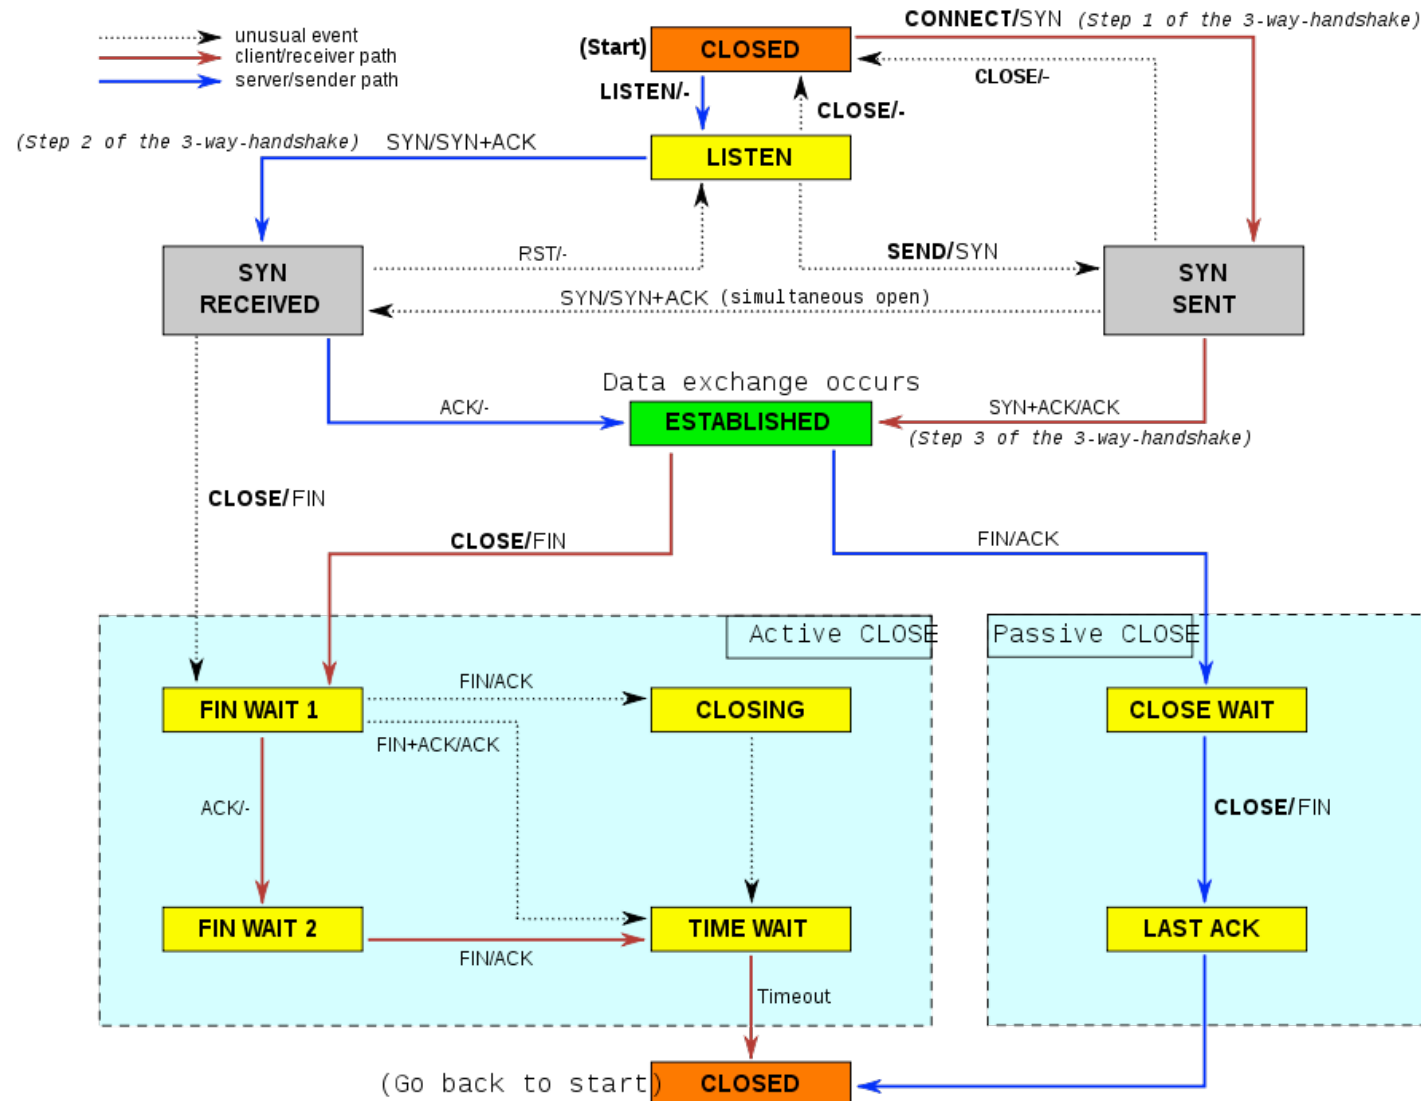 CONNECT/SYN (Step 1 of the 3-way-handshake)
unusual event
client/receiver path
server/sender path
(Start)
CLOSED
CLOSE/-
LISTEN/-
CLOSE/-
(Step 2 of the 3-way-handshake)
SYN/SYN+ACK
LISTEN
RST/-
SEND/SYN
SYN
RECEIVED
SYN
SENT
SYN/SYN+ACK (simultaneous open)
Data exchange occurs
ACK/-
ESTABLISHED
SYN+ACK/ACK
(Step 3 of the 3-way-handshake)
CLOSE/FIN
CLOSE/FIN
FIN/ACK
Active CLOSE
Passive CLOSE
FIN WAIT 1
FIN/ACK
CLOSING
CLOSE WAIT
FIN+ACK/ACK
ACK/-
CLOSE/FIN
FIN WAIT 2
FIN/ACK
TIME WAIT
LAST ACK
Timeout
(Go back to start)
CLOSED